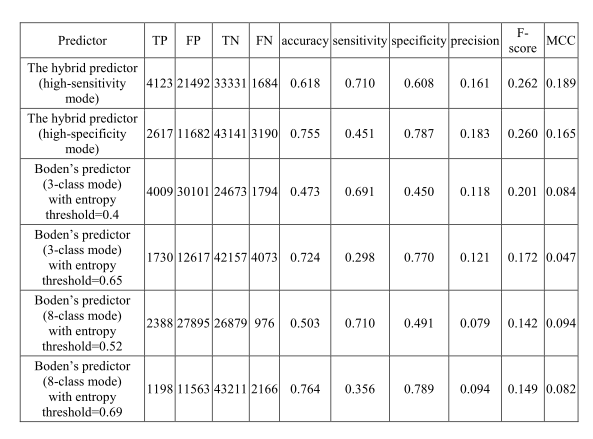 Predictor TP FP TN FN accuracy sensitivity specificity precision F-score MCC
The hybrid predictor
(high-sensitivity
mode) 4123 21492 33331 1684 0.618 0.710 0.608 0.161 0.262 0.189
The hybrid predictor
(high-specificity
mode) 2617 11682 43141 3190 0.755 0.451 0.787 0.183 0.260 0.165
Boden's predictor
(3-class mode)
with entropy
threshold=0.4 4009 30101 24673 1794 0.473 0.691 0.450 0.118 0.201 0.084
Boden's predictor
(3-class mode)
with entropy
threshold=0.65 1730 12617 42157 4073 0.724 0.298 0.770 0.121 0.172 0.047
Boden's predictor
(8-class mode)
with entropy
threshold=0.52 2388 27895 26879 976 0.503 0.710 0.491 0.079 0.142 0.094
Boden's predictor
(8-class mode)
with entropy
threshold=0.69 1198 11563 43211 2166 0.764 0.356 0.789 0.094 0.149 0.082